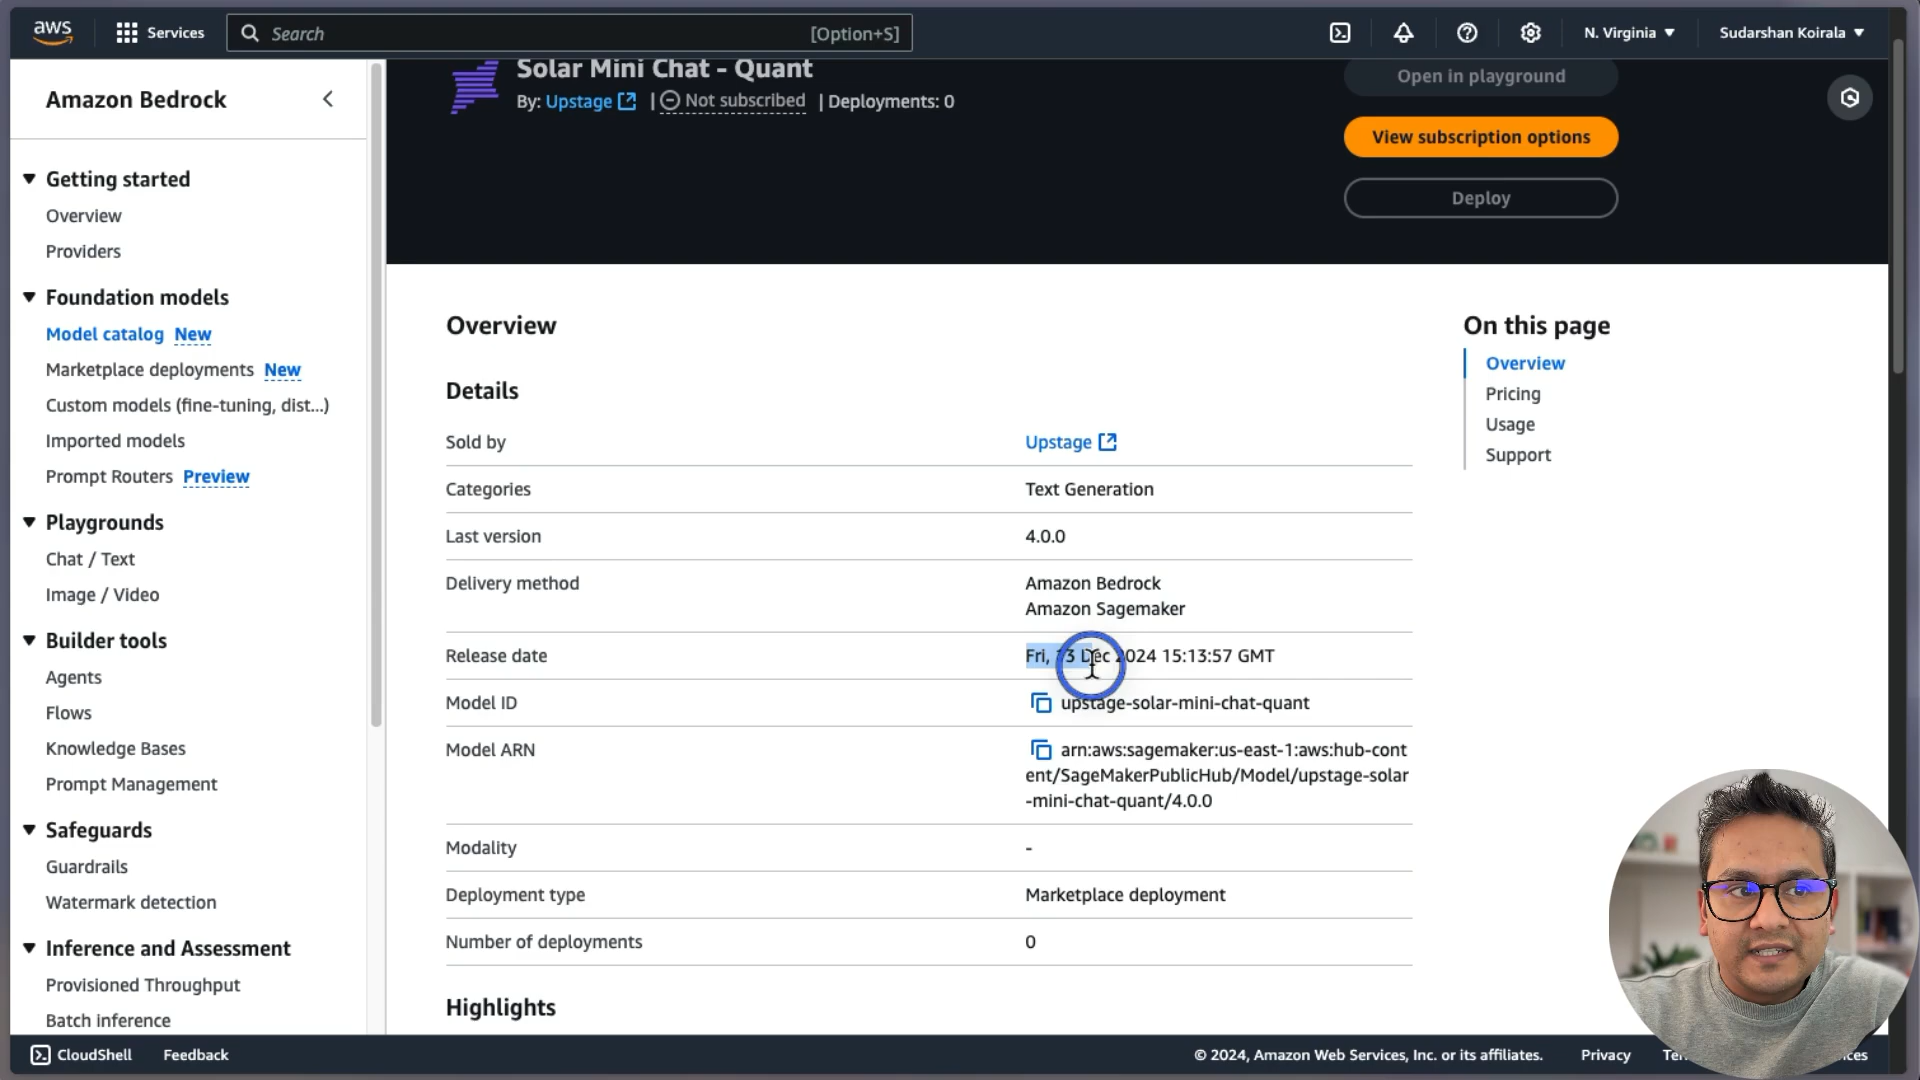 aws
Services
Search
[Option+S]
N. Virginia
Sudarshan Koirala
Amazon Bedrock
Getting started
Overview
Providers
Foundation models
Model catalog New
Marketplace deployments New
Custom models (fine-tuning, dist...)
Imported models
Prompt Routers Preview
Playgrounds
Chat / Text
Image / Video
Builder tools
Agents
Flows
Knowledge Bases
Prompt Management
Safeguards
Guardrails
Watermark detection
Inference and Assessment
Provisioned Throughput
Batch inference
Solar Mini Chat - Quant
By: Upstage | Not subscribed | Deployments: 0
Open in playground
View subscription options
Deploy
Overview
Details
Sold by Upstage
Categories Text Generation
Last version 4.0.0
Delivery method Amazon Bedrock
Amazon Sagemaker
Release date Fri, 13 Dec 2024 15:13:57 GMT
Model ID upstage-solar-mini-chat-quant
Model ARN arn:aws:sagemaker:us-east-1:aws:hub-cont
ent/SageMakerPublicHub/Model/upstage-solar
-mini-chat-quant/4.0.0
Modality -
Deployment type Marketplace deployment
Number of deployments 0
Highlights
On this page
Overview
Pricing
Usage
Support
CloudShell
Feedback
© 2024, Amazon Web Services, Inc. or its affiliates.
Privacy